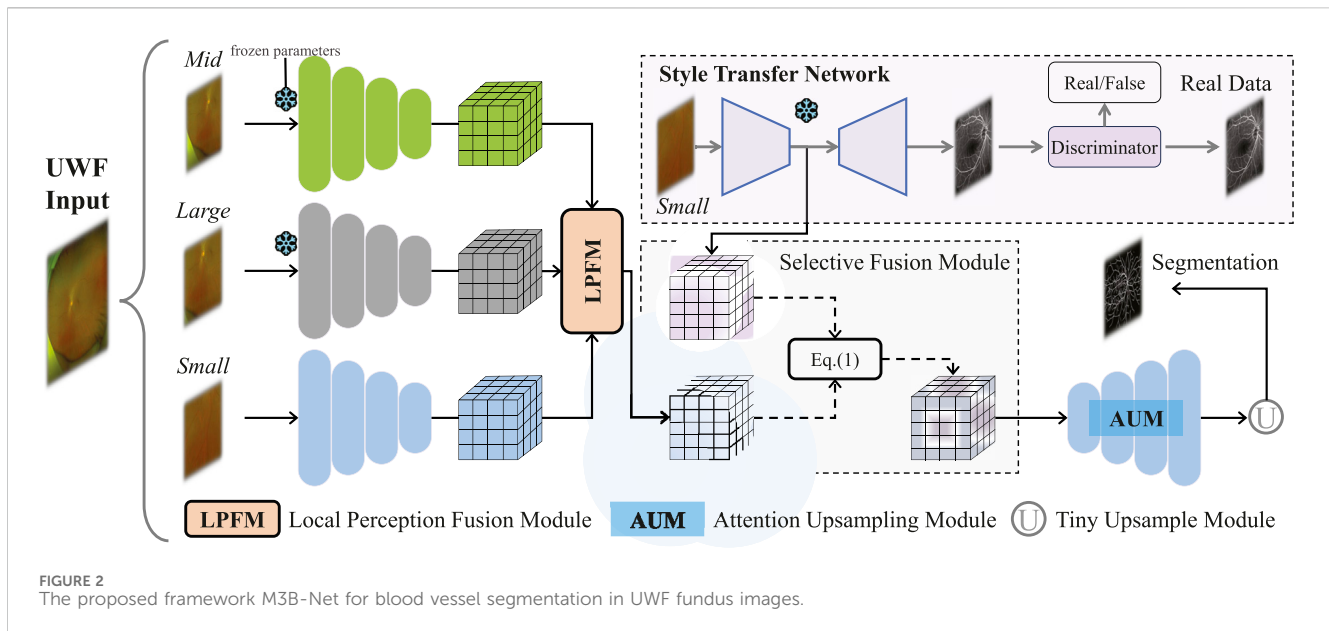 Mid
frozen parameters
UWF
Input
Large
Small
LPFM
Style Transfer Network
Real/False
Real Data
Discriminator
Small
Selective Fusion Module
Segmentation
Eq.(1)
AUM
U
LPFM Local Perception Fusion Module
AUM Attention Upsampling Module
U Tiny Upsample Module
FIGURE 2
The proposed framework M3B-Net for blood vessel segmentation in UWF fundus images.